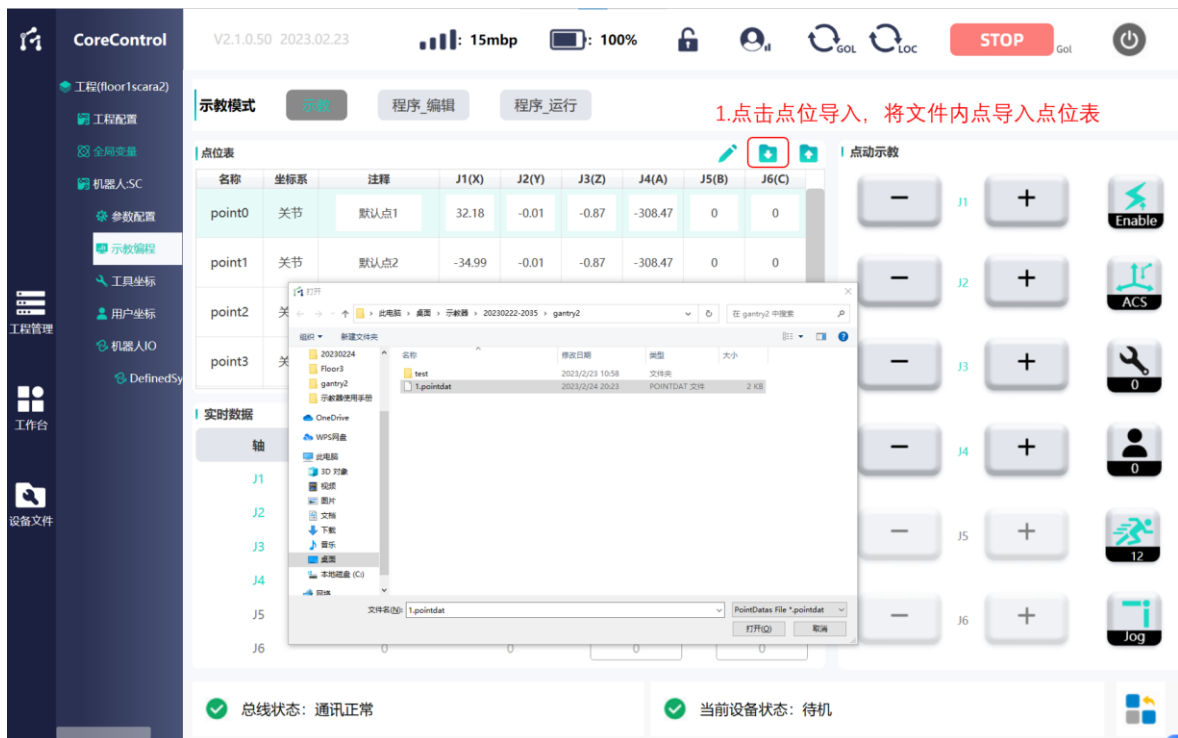 CoreControl
V2.1.0.50 2023.02.23
: 15mbp
: 100%
GOL
LOC
STOP
Gol
工程(floor1scara2)
工程配置
全局变量
机器人:SC
参数配置
示教编程
工具坐标
用户坐标
机器人IO
DefinedSy
工程管理
工作台
设备文件
示教模式 示教 程序_编辑 程序_运行
1.点击点位导入，将文件内点导入点位表
点位表
名称 坐标系 注释 J1(X) J2(Y) J3(Z) J4(A) J5(B) J6(C)
point0 关节 默认点1 32.18 -0.01 -0.87 -308.47 0 0
point1 关节 默认点2 -34.99 -0.01 -0.87 -308.47 0 0
point2
point3
实时数据
轴
J1
J2
J3
J4
J5
J6 0 0 0 0
打开
此电脑 › 桌面 › 示教器 › 20230222-2035 › gantry2
在 gantry2 中搜索
组织 新建文件夹
20230224
Floor3
gantry2
示教器使用手册
OneDrive
WPS网盘
此电脑
3D 对象
视频
图片
文档
下载
音乐
桌面
本地磁盘 (C:)
网络
名称 修改日期 类型 大小
test 2023/2/23 10:58 文件夹
1.pointdat 2023/2/24 20:23 POINTDAT 文件 2 KB
文件名(N): 1.pointdat PointDatas File *.pointdat
打开(O) 取消
点动示教
− J1 + Enable
− J2 + ACS
− J3 + 0
− J4 + 0
− J5 + 12
− J6 + Jog
总线状态：通讯正常
当前设备状态：待机